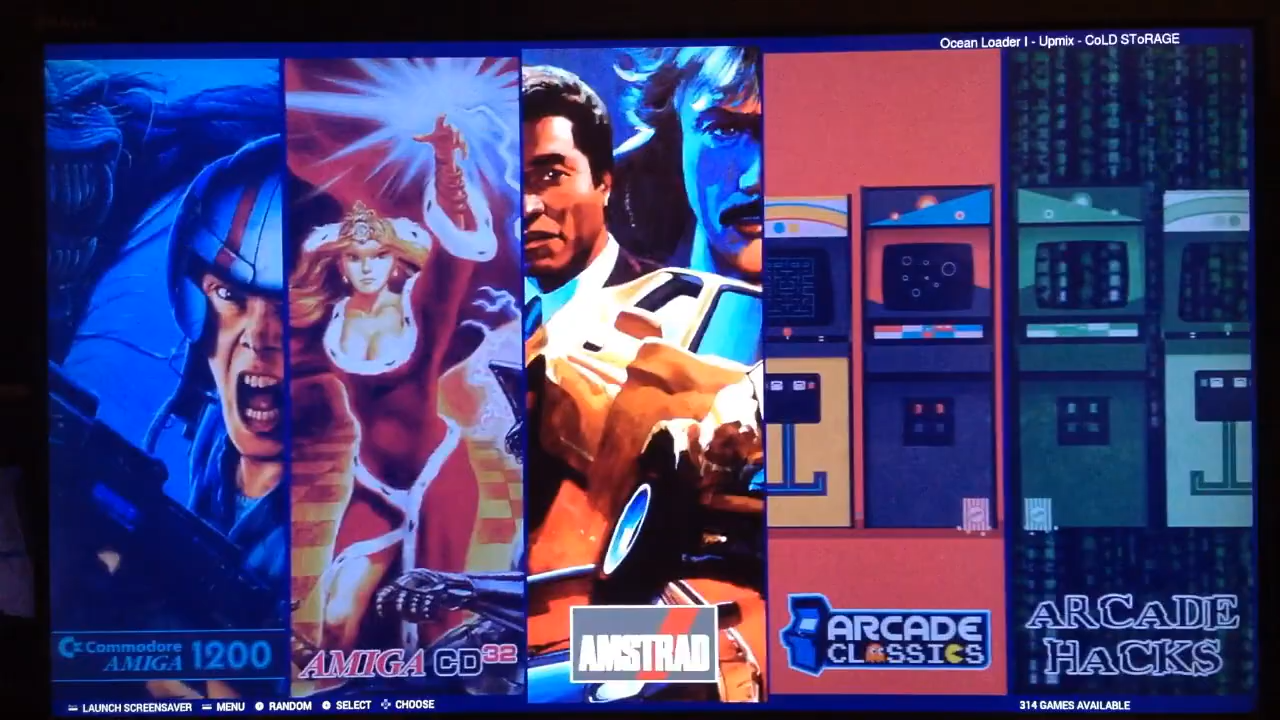 Ocean Loader I - Upmix - CoLD SToRAGE
Commodore
AMIGA 1200
AMIGA CD32
AMSTRAD
ARCADE
CLASSICS
ARCADE
HACKS
LAUNCH SCREENSAVER MENU RANDOM SELECT CHOOSE
314 GAMES AVAILABLE